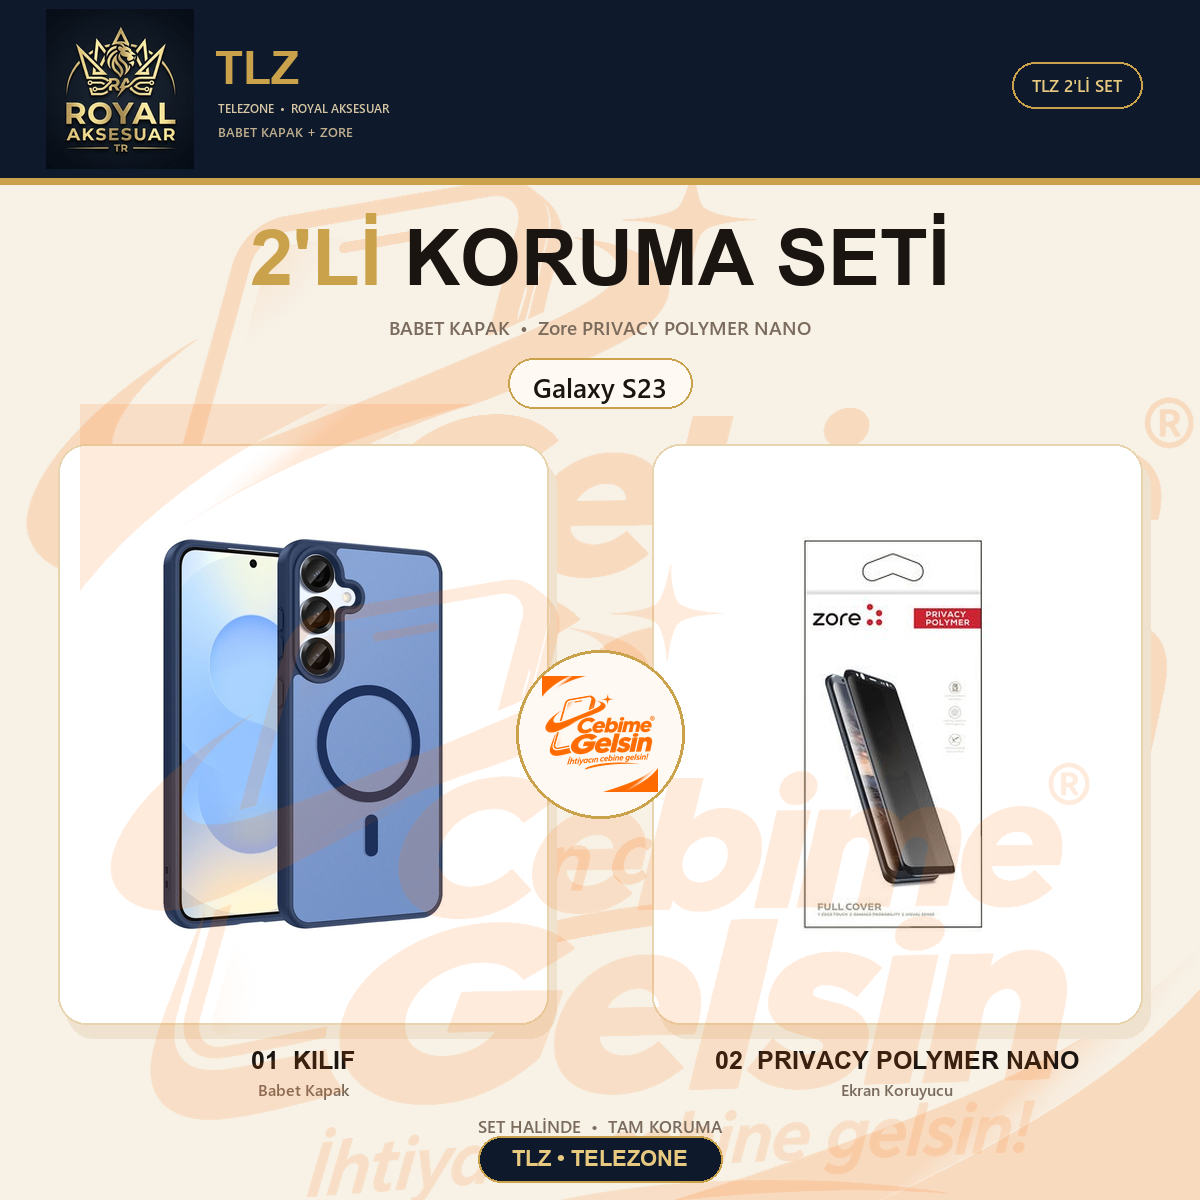 ROYAL
AKSESUAR
TR
TLZ
TELEZONE • ROYAL AKSESUAR
BABET KAPAK + ZORE
TLZ 2'Lİ SET
2'Lİ KORUMA SETİ
BABET KAPAK • Zore PRIVACY POLYMER NANO
Galaxy S23
zore
PRIVACY
POLYMER
FULL COVER
Cebime®
Gelsin
İhtiyacın cebine gelsin!
Cebime®
Gelsin
01 KILIF
Babet Kapak
02 PRIVACY POLYMER NANO
Ekran Koruyucu
SET HALİNDE • TAM KORUMA
TLZ • TELEZONE